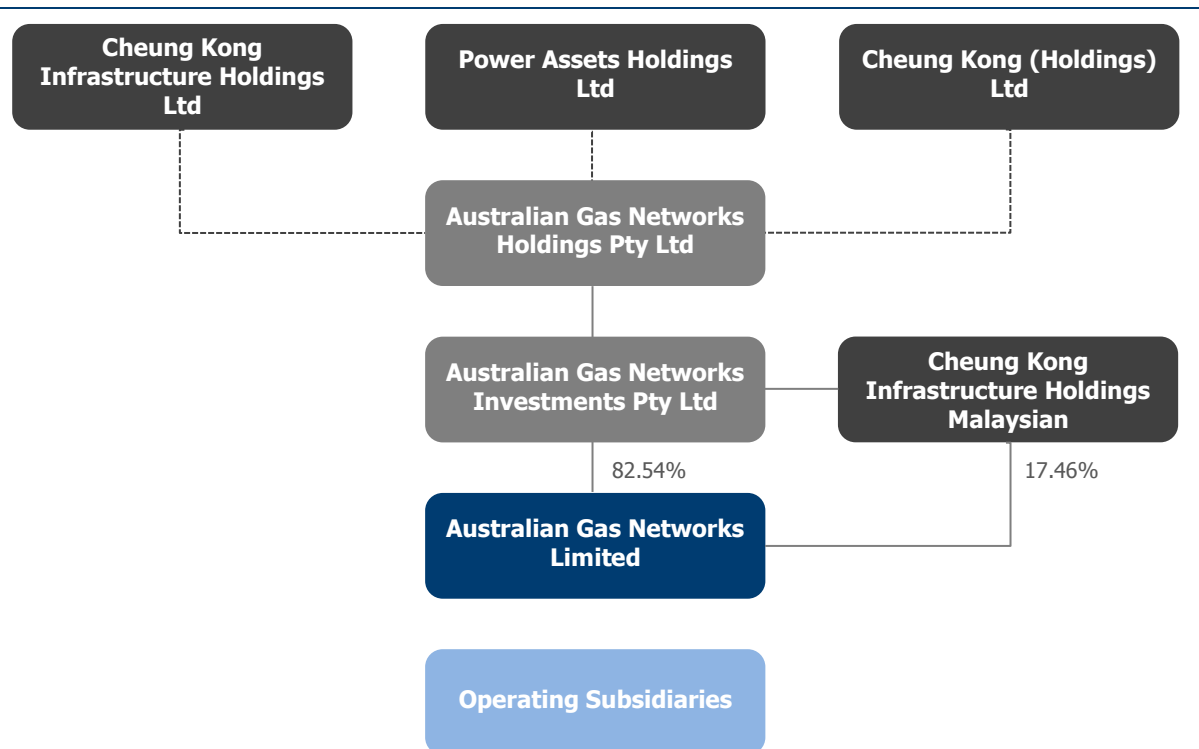 Cheung Kong
Infrastructure Holdings
Ltd
Power Assets Holdings
Ltd
Cheung Kong (Holdings)
Ltd
Australian Gas Networks
Holdings Pty Ltd
Australian Gas Networks
Investments Pty Ltd
Cheung Kong
Infrastructure Holdings
Malaysian
82.54%
17.46%
Australian Gas Networks
Limited
Operating Subsidiaries